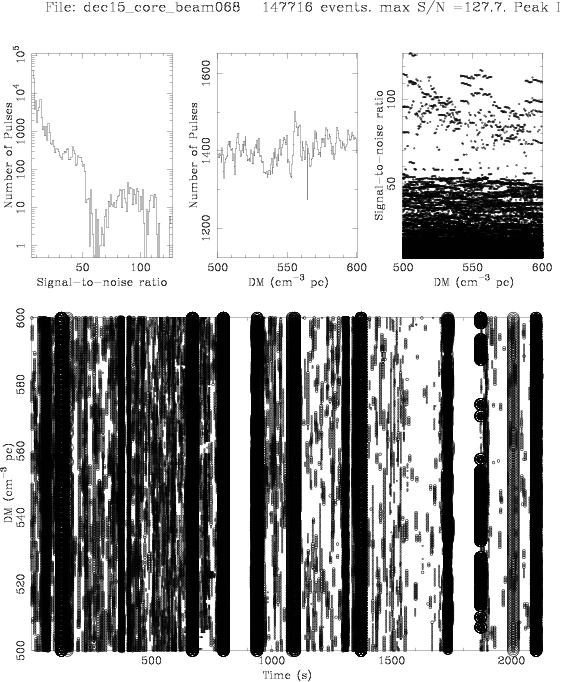 File: dec15_core_beam068 147716 events. max S/N =127.7. Peak I
Number of Pulses
1 10 100 1000 10^4 10^5
50 100
Signal-to-noise ratio
Number of Pulses
1200 1400 1600
500 550 600
DM (cm^-3 pc)
Signal-to-noise ratio
50 100
500 550 600
DM (cm^-3 pc)
DM (cm^-3 pc)
500 520 540 560 580 600
500 1000 1500 2000
Time (s)